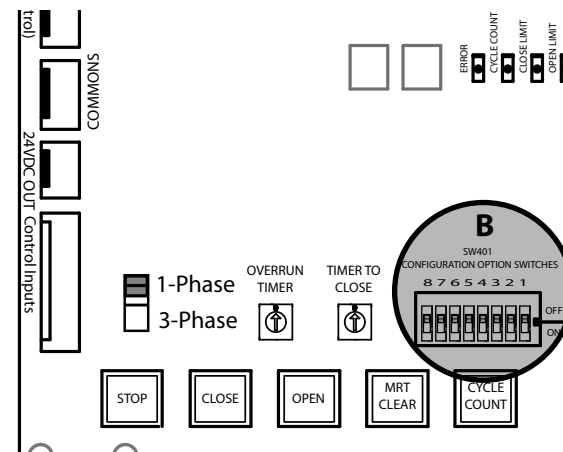 trol)
COMMONS
24VDC OUT
Control Inputs
ERROR
CYCLE COUNT
CLOSE LIMIT
OPEN LIMIT
B
SW401
CONFIGURATION OPTION SWITCHES
8 7 6 5 4 3 2 1
OFF
ON
1-Phase
3-Phase
OVERRUN
TIMER
TIMER TO
CLOSE
STOP
CLOSE
OPEN
MRT
CLEAR
CYCLE
COUNT